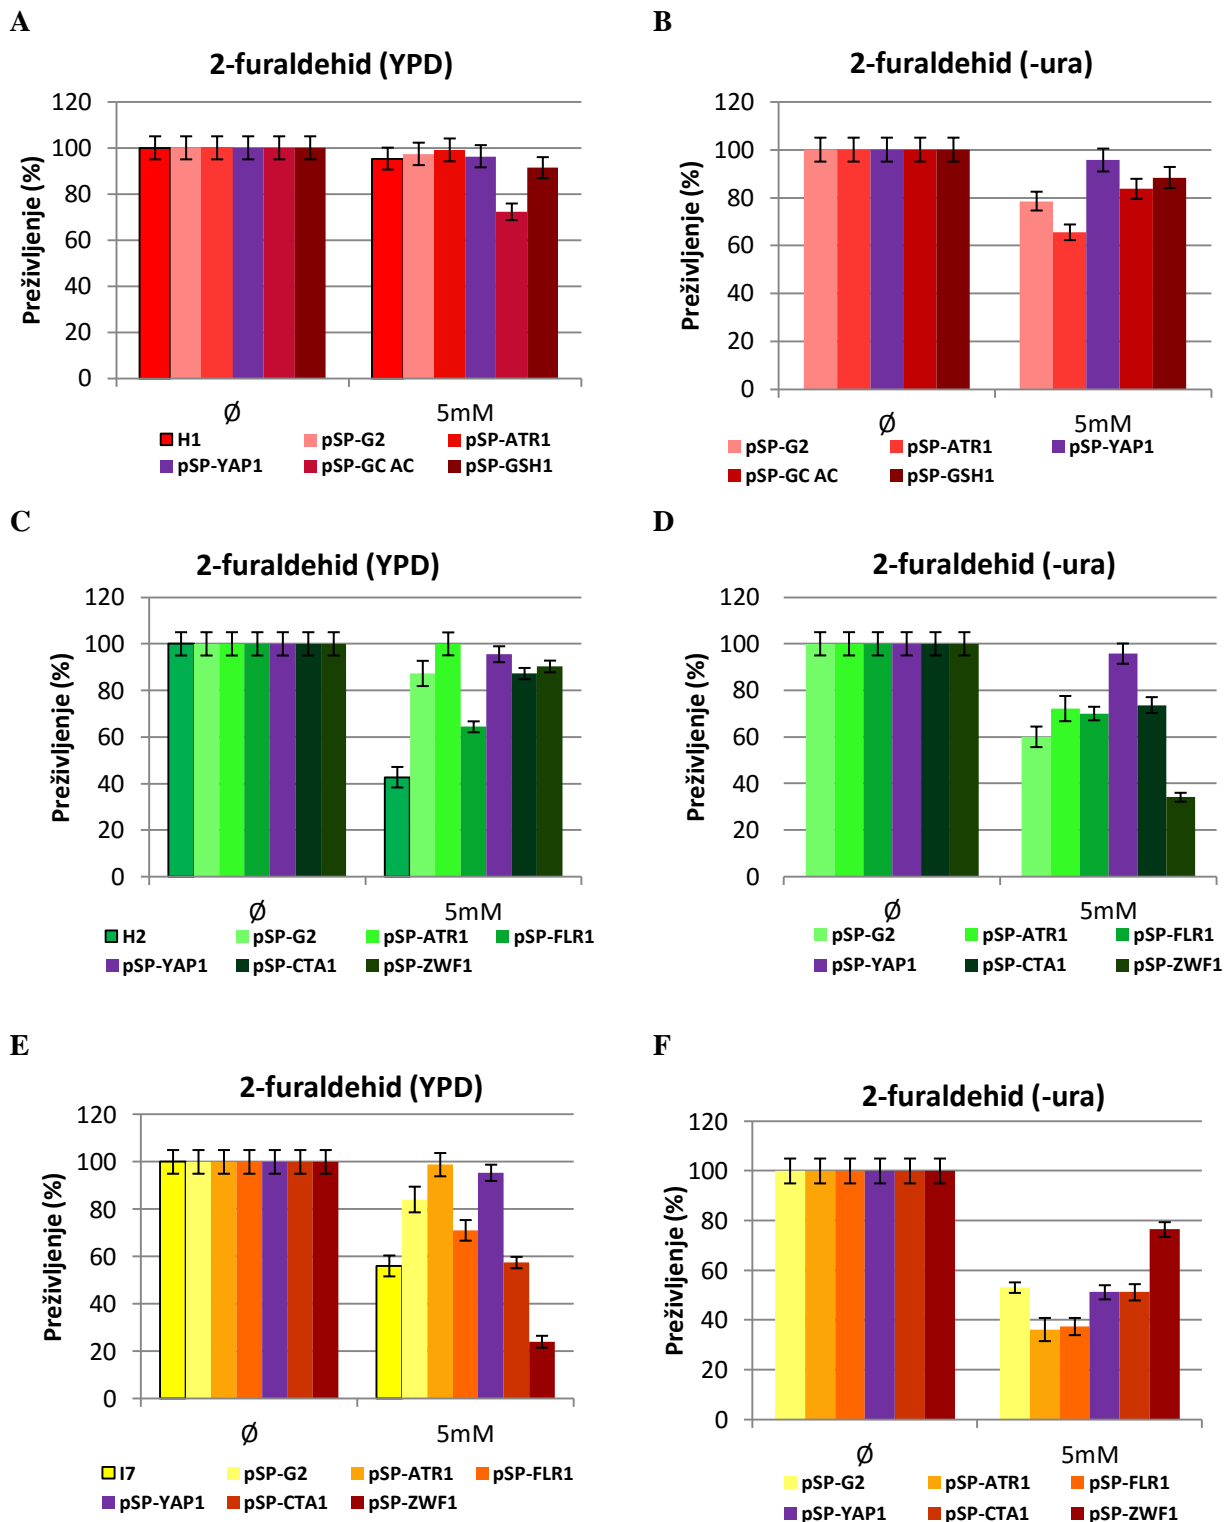 A
2-furaldehid (YPD)
Preživljenje (%)
120
100
80
60
40
20
0
Ø 5mM
H1 pSP-G2 pSP-ATR1
pSP-YAP1 pSP-GC AC pSP-GSH1
B
2-furaldehid (-ura)
Preživljenje (%)
120
100
80
60
40
20
0
Ø 5mM
pSP-G2 pSP-ATR1 pSP-YAP1
pSP-GC AC pSP-GSH1
C
2-furaldehid (YPD)
Preživljenje (%)
120
100
80
60
40
20
0
Ø 5mM
H2 pSP-G2 pSP-ATR1 pSP-FLR1
pSP-YAP1 pSP-CTA1 pSP-ZWF1
D
2-furaldehid (-ura)
Preživljenje (%)
120
100
80
60
40
20
0
Ø 5mM
pSP-G2 pSP-ATR1 pSP-FLR1
pSP-YAP1 pSP-CTA1 pSP-ZWF1
E
2-furaldehid (YPD)
Preživljenje (%)
120
100
80
60
40
20
0
Ø 5mM
I7 pSP-G2 pSP-ATR1 pSP-FLR1
pSP-YAP1 pSP-CTA1 pSP-ZWF1
F
2-furaldehid (-ura)
Preživljenje (%)
120
100
80
60
40
20
0
Ø 5mM
pSP-G2 pSP-ATR1 pSP-FLR1
pSP-YAP1 pSP-CTA1 pSP-ZWF1